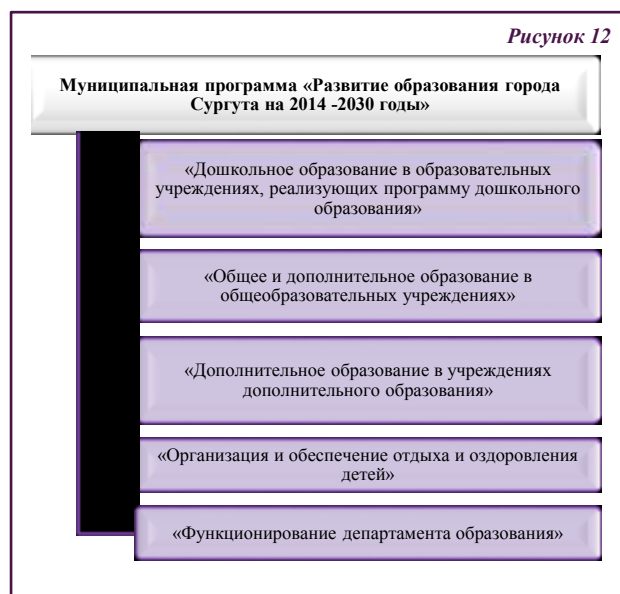 Рисунок 12
Муниципальная программа «Развитие образования города
Сургута на 2014 -2030 годы»
«Дошкольное образование в образовательных
учреждениях, реализующих программу дошкольного
образования»
«Общее и дополнительное образование в
общеобразовательных учреждениях»
«Дополнительное образование в учреждениях
дополнительного образования»
«Организация и обеспечение отдыха и оздоровления
детей»
«Функционирование департамента образования»